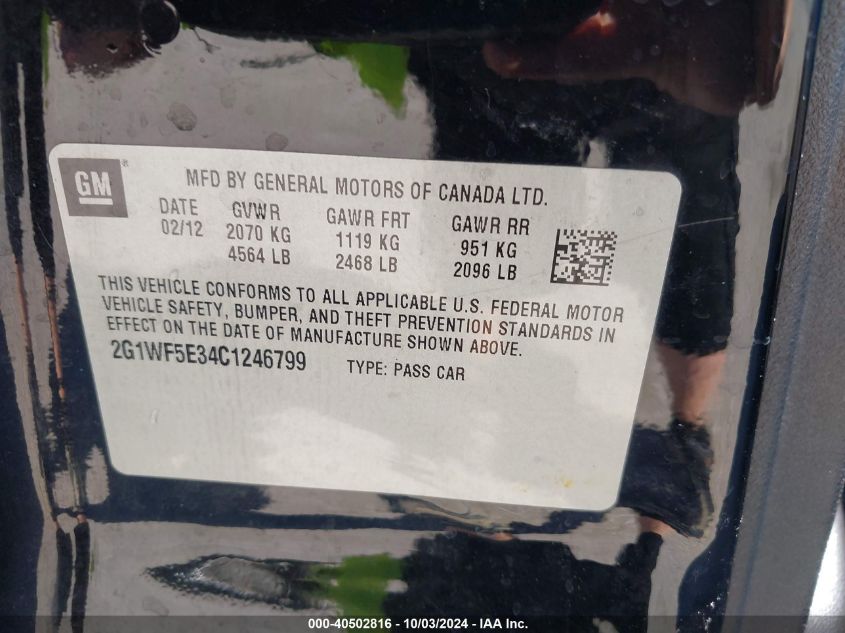 GM ®
MFD BY GENERAL MOTORS OF CANADA LTD.
DATE GVWR GAWR FRT GAWR RR
02/12 2070 KG 1119 KG 951 KG
4564 LB 2468 LB 2096 LB
THIS VEHICLE CONFORMS TO ALL APPLICABLE U.S. FEDERAL MOTOR
VEHICLE SAFETY, BUMPER, AND THEFT PREVENTION STANDARDS IN
EFFECT ON THE DATE OF MANUFACTURE SHOWN ABOVE.
2G1WF5E34C1246799 TYPE: PASS CAR
000-40502816 - 10/03/2024 - IAA Inc.